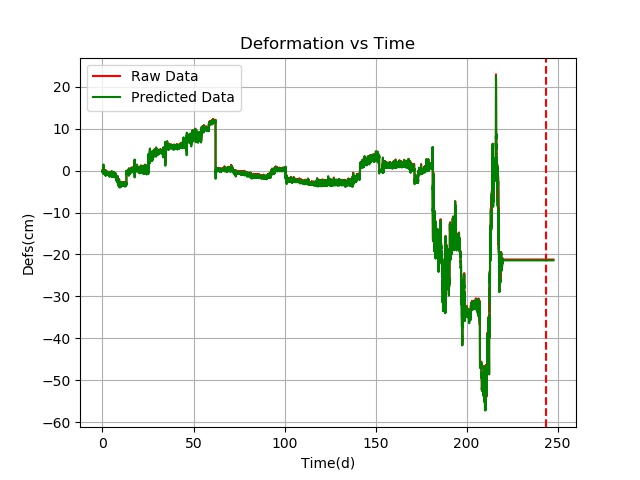 Deformation vs Time
Raw Data
Predicted Data
Defs(cm)
20
10
0
−10
−20
−30
−40
−50
−60
0 50 100 150 200 250
Time(d)